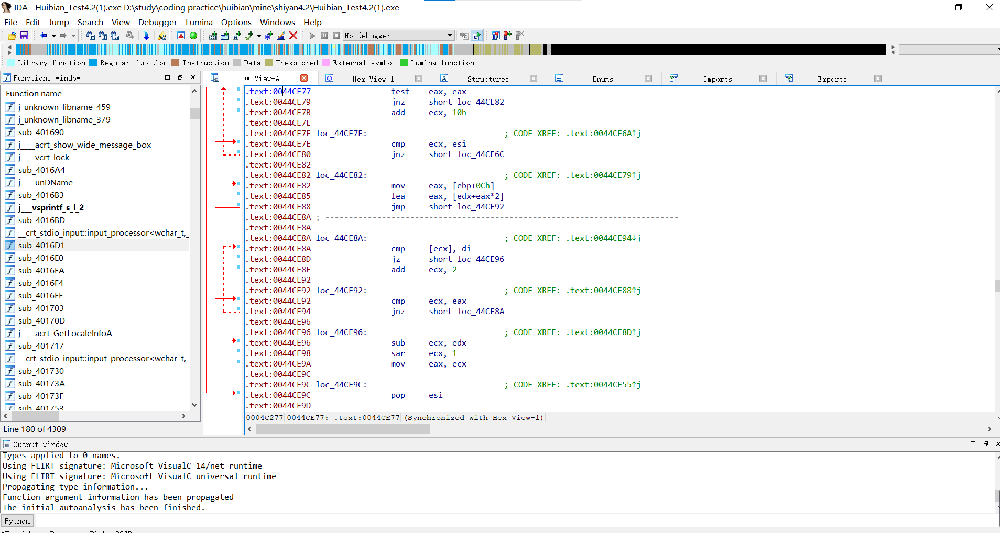 IDA - Huibian_Test4.2(1).exe D:\study\coding practice\huibian\mine\shiyan4.2\Huibian_Test4.2(1).exe
File Edit Jump Search View Debugger Lumina Options Windows Help
No debugger
Library function Regular function Instruction Data Unexplored External symbol Lumina function
Functions window
IDA View-A Hex View-1 Structures Enums Imports Exports
Function name
j_unknown_libname_459
j_unknown_libname_379
sub_401690
j____acrt_show_wide_message_box
j____vcrt_lock
sub_4016A4
j____unDName
sub_4016B3
j___vsprintf_s_l_2
sub_4016BD
__crt_stdio_input::input_processor<wchar_t,_
sub_4016D1
sub_4016E0
sub_4016EA
sub_4016F4
sub_4016FE
sub_401703
sub_40170D
j____acrt_GetLocaleInfoA
sub_401717
__crt_stdio_input::input_processor<wchar_t,_
sub_401730
sub_40173A
sub_40173F
sub_401753
Line 180 of 4309
.text:0044CE77 test eax, eax
.text:0044CE79 jnz short loc_44CE82
.text:0044CE7B add ecx, 10h
.text:0044CE7E
.text:0044CE7E loc_44CE7E: ; CODE XREF: .text:0044CE6A↑j
.text:0044CE7E cmp ecx, esi
.text:0044CE80 jnz short loc_44CE6C
.text:0044CE82
.text:0044CE82 loc_44CE82: ; CODE XREF: .text:0044CE79↑j
.text:0044CE82 mov eax, [ebp+0Ch]
.text:0044CE85 lea eax, [edx+eax*2]
.text:0044CE88 jmp short loc_44CE92
.text:0044CE8A ; ---------------------------------------------------------------------------
.text:0044CE8A
.text:0044CE8A loc_44CE8A: ; CODE XREF: .text:0044CE94↓j
.text:0044CE8A cmp [ecx], di
.text:0044CE8D jz short loc_44CE96
.text:0044CE8F add ecx, 2
.text:0044CE92
.text:0044CE92 loc_44CE92: ; CODE XREF: .text:0044CE88↑j
.text:0044CE92 cmp ecx, eax
.text:0044CE94 jnz short loc_44CE8A
.text:0044CE96
.text:0044CE96 loc_44CE96: ; CODE XREF: .text:0044CE8D↑j
.text:0044CE96 sub ecx, edx
.text:0044CE98 sar ecx, 1
.text:0044CE9A mov eax, ecx
.text:0044CE9C
.text:0044CE9C loc_44CE9C: ; CODE XREF: .text:0044CE55↑j
.text:0044CE9C pop esi
.text:0044CE9D
0004C277 0044CE77: .text:0044CE77 (Synchronized with Hex View-1)
Output window
Types applied to 0 names.
Using FLIRT signature: Microsoft VisualC 14/net runtime
Using FLIRT signature: Microsoft VisualC universal runtime
Propagating type information...
Function argument information has been propagated
The initial autoanalysis has been finished.
Python